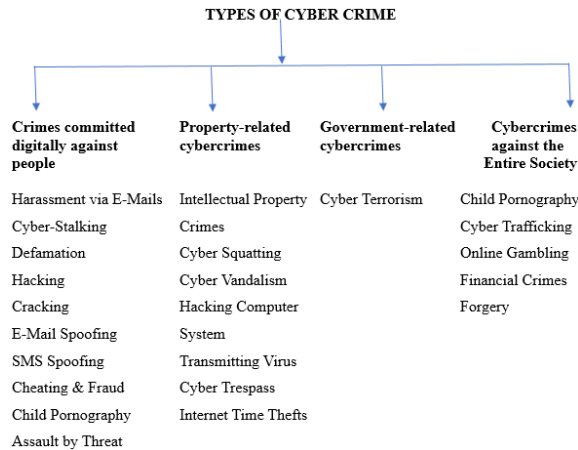 TYPES OF CYBER CRIME
Crimes committed
digitally against
people
Harassment via E-Mails
Cyber-Stalking
Defamation
Hacking
Cracking
E-Mail Spoofing
SMS Spoofing
Cheating & Fraud
Child Pornography
Assault by Threat
Property-related
cybercrimes
Intellectual Property
Crimes
Cyber Squatting
Cyber Vandalism
Hacking Computer
System
Transmitting Virus
Cyber Trespass
Internet Time Thefts
Government-related
cybercrimes
Cyber Terrorism
Cybercrimes
against the
Entire Society
Child Pornography
Cyber Trafficking
Online Gambling
Financial Crimes
Forgery